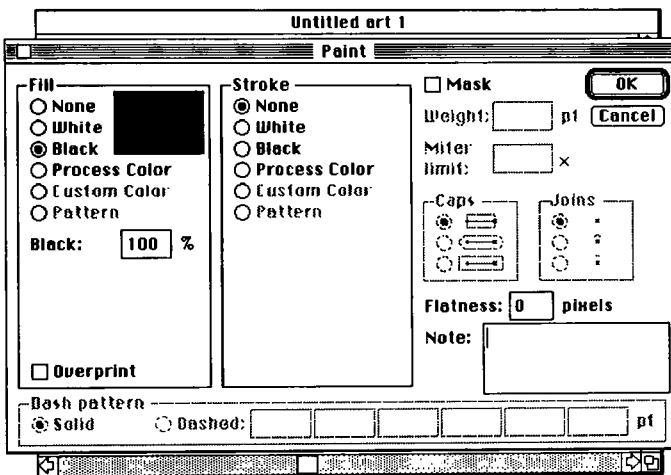 Untitled art 1
Paint
Fill
None
White
Black
Process Color
Custom Color
Pattern
Black: 100 %
Overprint
Stroke
None
White
Black
Process Color
Custom Color
Pattern
Mask
OK
Weight: pt
Cancel
Miter
limit: ×
Caps
Joins
Flatness: 0 pixels
Note:
Dash pattern
Solid Dashed: pt